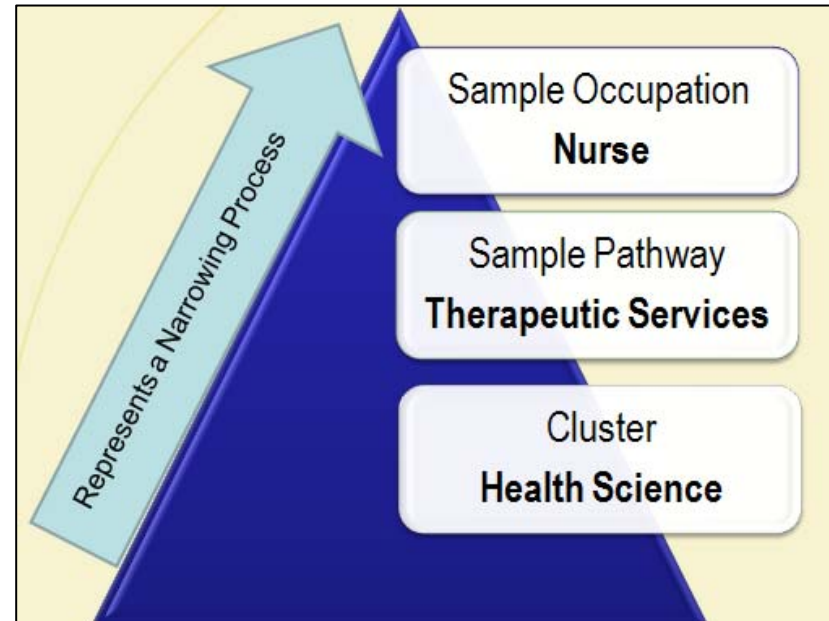 Represents a Narrowing Process
Sample Occupation
Nurse
Sample Pathway
Therapeutic Services
Cluster
Health Science